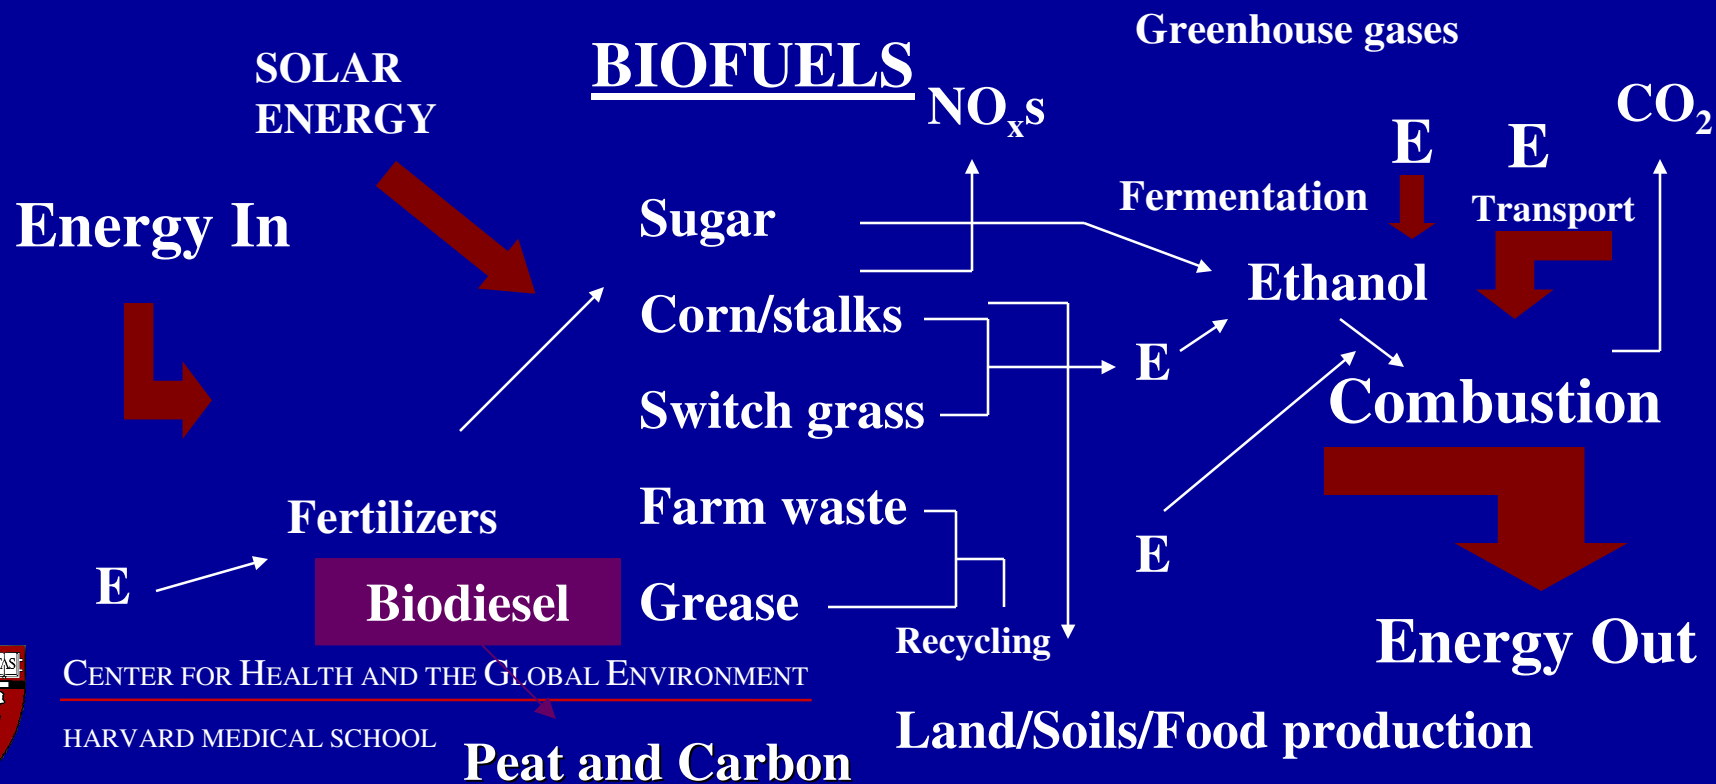 Greenhouse gases
SOLAR
ENERGY
BIOFUELS
NOxs
CO2
E
E
Energy In
Sugar
Fermentation
Transport
Ethanol
Corn/stalks
E
Switch grass
Combustion
Fertilizers
Farm waste
E
E
Biodiesel
Grease
Recycling
Energy Out
CENTER FOR HEALTH AND THE GLOBAL ENVIRONMENT
HARVARD MEDICAL SCHOOL
Land/Soils/Food production
Peat and Carbon